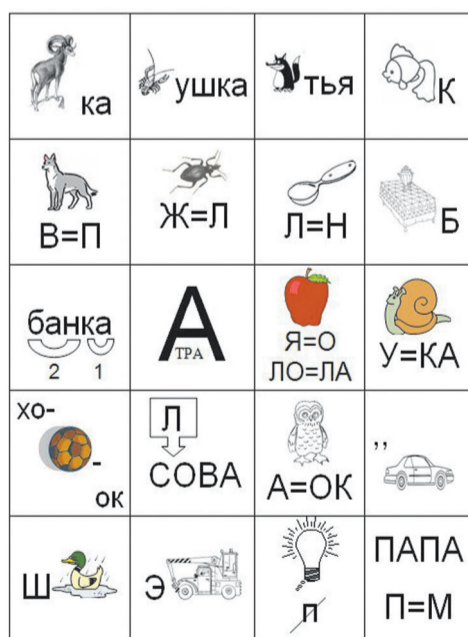 ка
ушка
тья
К
В=П
Ж=Л
Л=Н
Б
банка
2 1
А
ТРА
Я=О
ЛО=ЛА
У=КА
хо-
-
ок
Л
СОВА
А=ОК
,,
Ш
Э
п
ПАПА
П=М